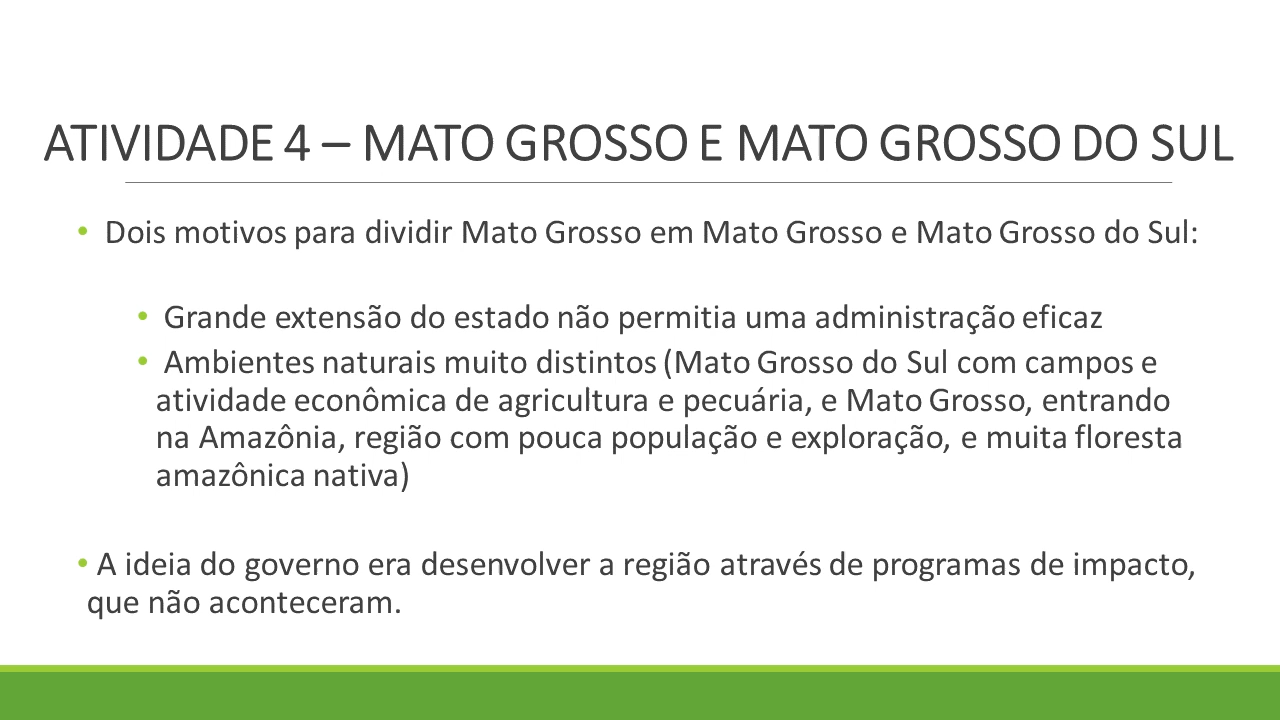 ATIVIDADE 4 – MATO GROSSO E MATO GROSSO DO SUL
• Dois motivos para dividir Mato Grosso em Mato Grosso e Mato Grosso do Sul:
• Grande extensão do estado não permitia uma administração eficaz
• Ambientes naturais muito distintos (Mato Grosso do Sul com campos e
atividade econômica de agricultura e pecuária, e Mato Grosso, entrando
na Amazônia, região com pouca população e exploração, e muita floresta
amazônica nativa)
• A ideia do governo era desenvolver a região através de programas de impacto,
que não aconteceram.